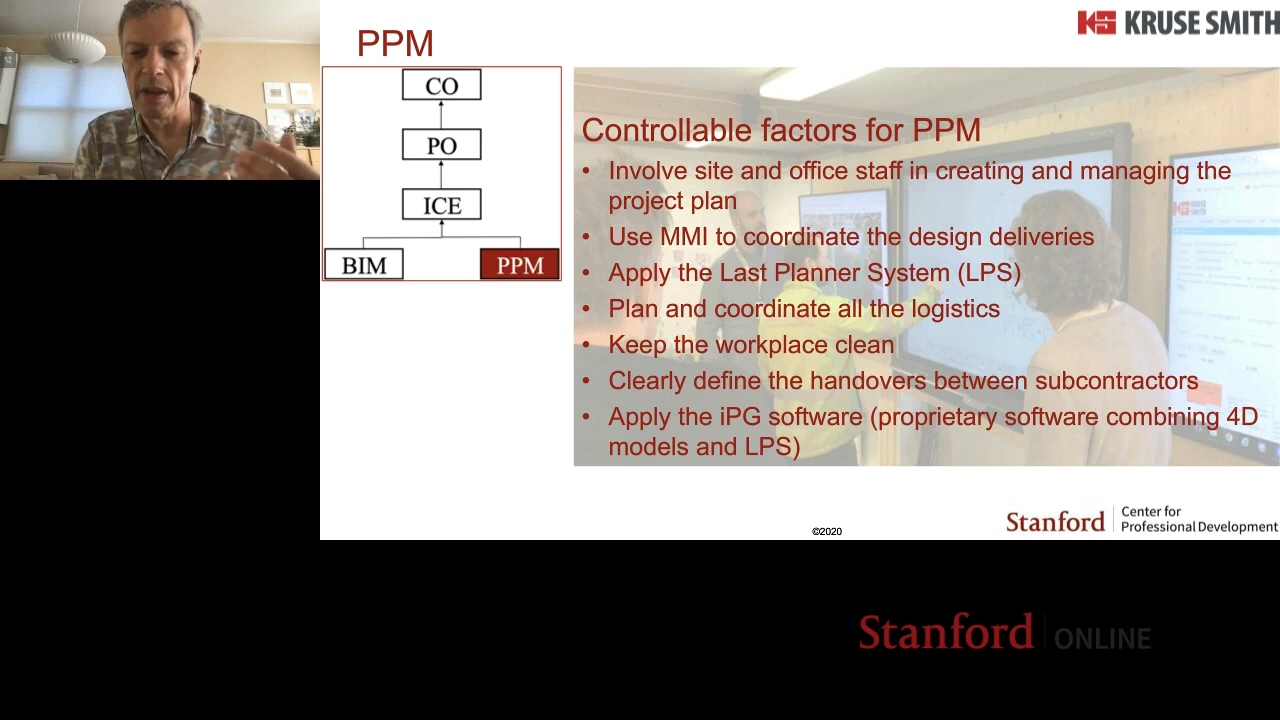 KRUSE SMITH
PPM
CO
PO
ICE
BIM
PPM
Controllable factors for PPM
• Involve site and office staff in creating and managing the
project plan
• Use MMI to coordinate the design deliveries
• Apply the Last Planner System (LPS)
• Plan and coordinate all the logistics
• Keep the workplace clean
• Clearly define the handovers between subcontractors
• Apply the iPG software (proprietary software combining 4D
models and LPS)
©2020
Stanford
Center for
Professional Development
Stanford ONLINE